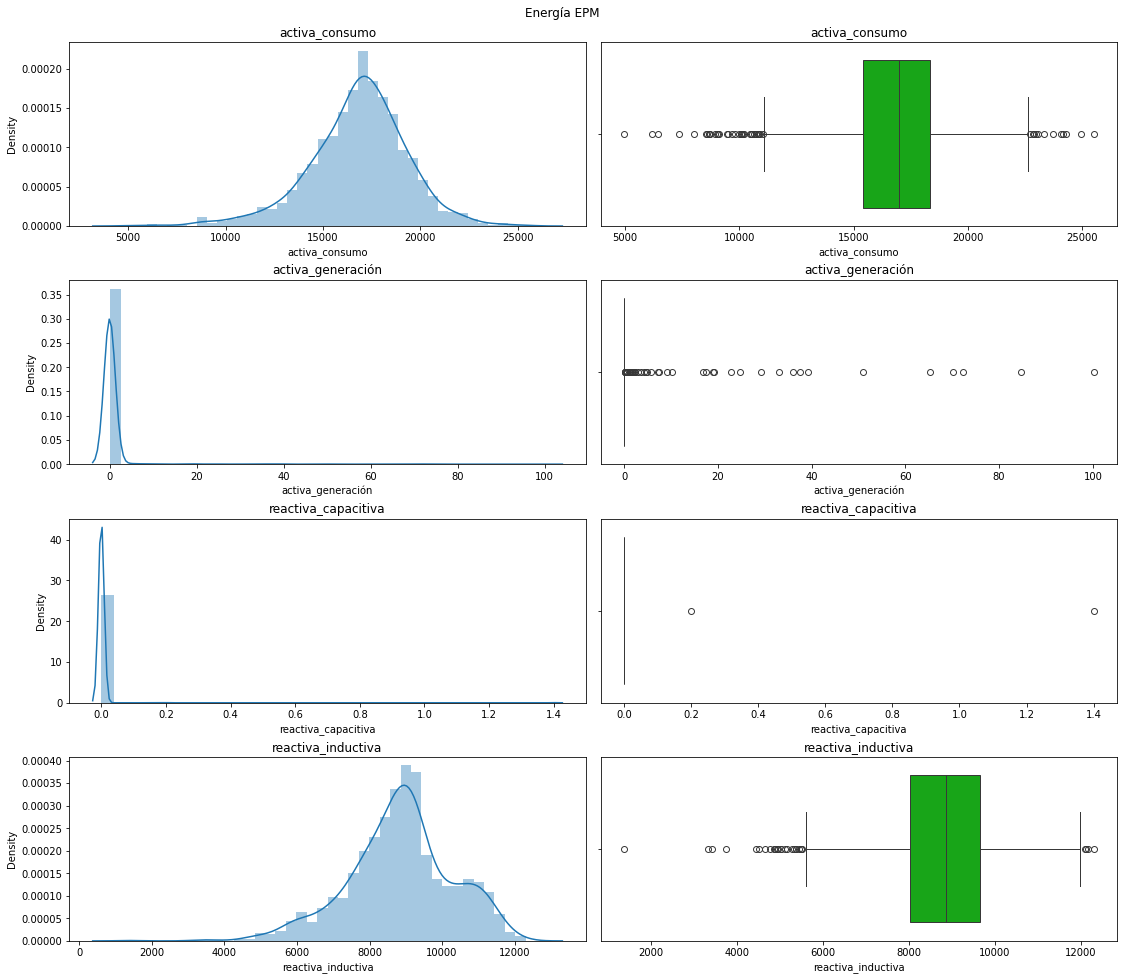 Energía EPM
activa_consumo
Density
0.00020
0.00015
0.00010
0.00005
0.00000
5000 10000 15000 20000 25000
activa_consumo
activa_consumo
5000 10000 15000 20000 25000
activa_consumo
activa_generación
Density
0.35
0.30
0.25
0.20
0.15
0.10
0.05
0.00
0 20 40 60 80 100
activa_generación
activa_generación
0 20 40 60 80 100
activa_generación
reactiva_capacitiva
Density
40
30
20
10
0
0.0 0.2 0.4 0.6 0.8 1.0 1.2 1.4
reactiva_capacitiva
reactiva_capacitiva
0.0 0.2 0.4 0.6 0.8 1.0 1.2 1.4
reactiva_capacitiva
reactiva_inductiva
Density
0.00040
0.00035
0.00030
0.00025
0.00020
0.00015
0.00010
0.00005
0.00000
0 2000 4000 6000 8000 10000 12000
reactiva_inductiva
reactiva_inductiva
2000 4000 6000 8000 10000 12000
reactiva_inductiva